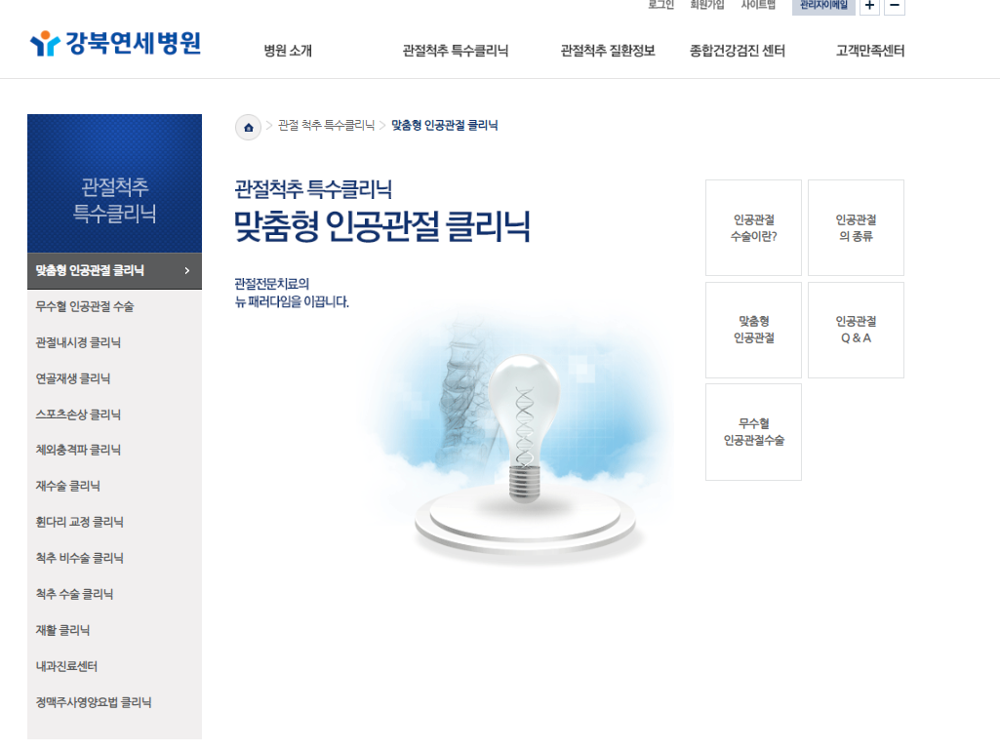 로그인 회원가입 사이트맵 관리자이메일 + −
강북연세병원
병원 소개 관절척추 특수클리닉 관절척추 질환정보 종합건강검진 센터 고객만족센터
> 관절 척추 특수클리닉 > 맞춤형 인공관절 클리닉
관절척추
특수클리닉
맞춤형 인공관절 클리닉 >
무수혈 인공관절 수술
관절내시경 클리닉
연골재생 클리닉
스포츠손상 클리닉
체외충격파 클리닉
재수술 클리닉
휜다리 교정 클리닉
척추 비수술 클리닉
척추 수술 클리닉
재활 클리닉
내과진료센터
정맥주사영양요법 클리닉
관절척추 특수클리닉
맞춤형 인공관절 클리닉
관절전문치료의
뉴 패러다임을 이끕니다.
인공관절
수술이란?
인공관절
의 종류
맞춤형
인공관절
인공관절
Q & A
무수혈
인공관절수술